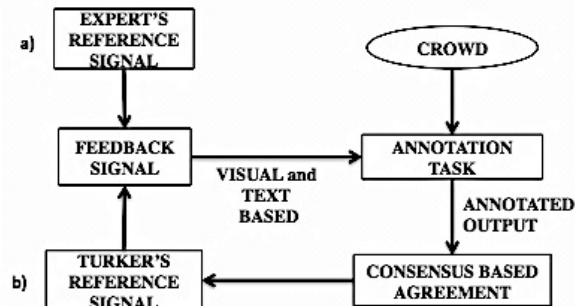 a)
EXPERT'S
REFERENCE
SIGNAL
CROWD
FEEDBACK
SIGNAL
VISUAL and
TEXT
BASED
ANNOTATION
TASK
ANNOTATED
OUTPUT
b)
TURKER'S
REFERENCE
SIGNAL
CONSENSUS BASED
AGREEMENT